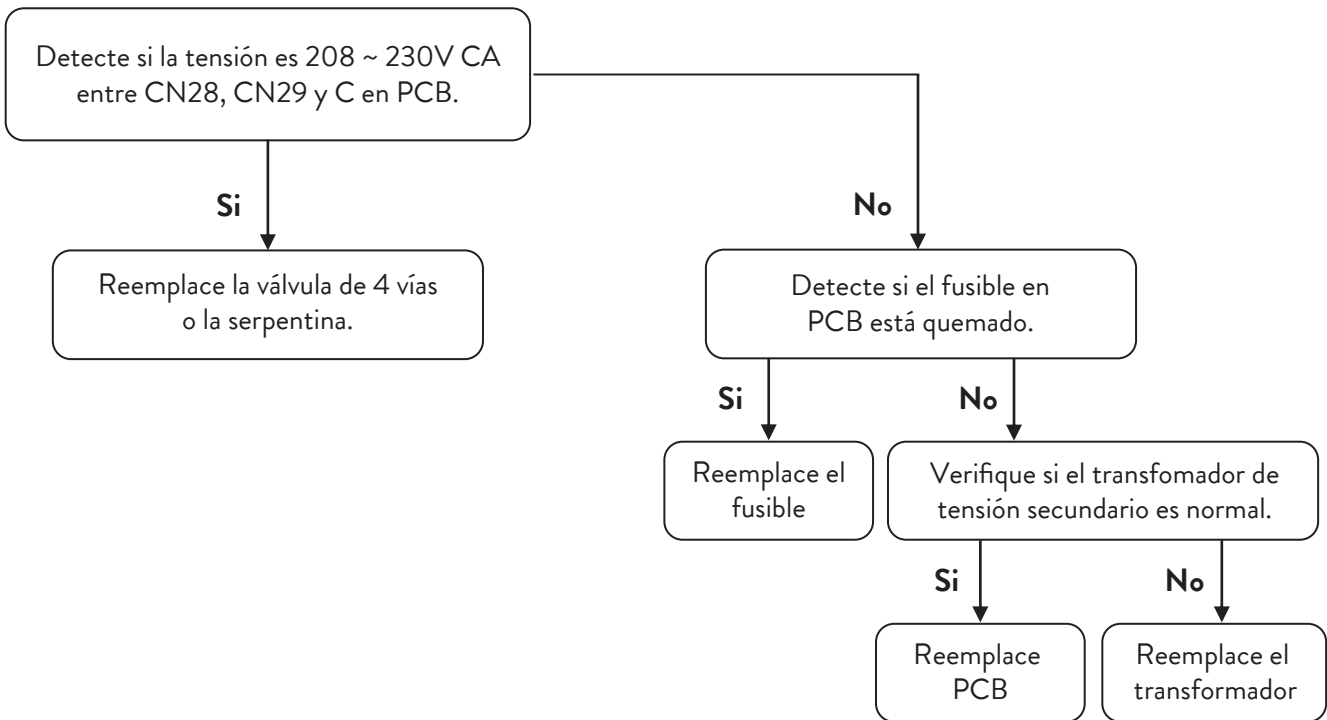 Detecte si la tensión es 208 ~ 230V CA
entre CN28, CN29 y C en PCB.
Si
No
Reemplace la válvula de 4 vías
o la serpentina.
Detecte si el fusible en
PCB está quemado.
Si
No
Reemplace el
fusible
Verifique si el transfomador de
tensión secundario es normal.
Si
No
Reemplace
PCB
Reemplace el
transformador